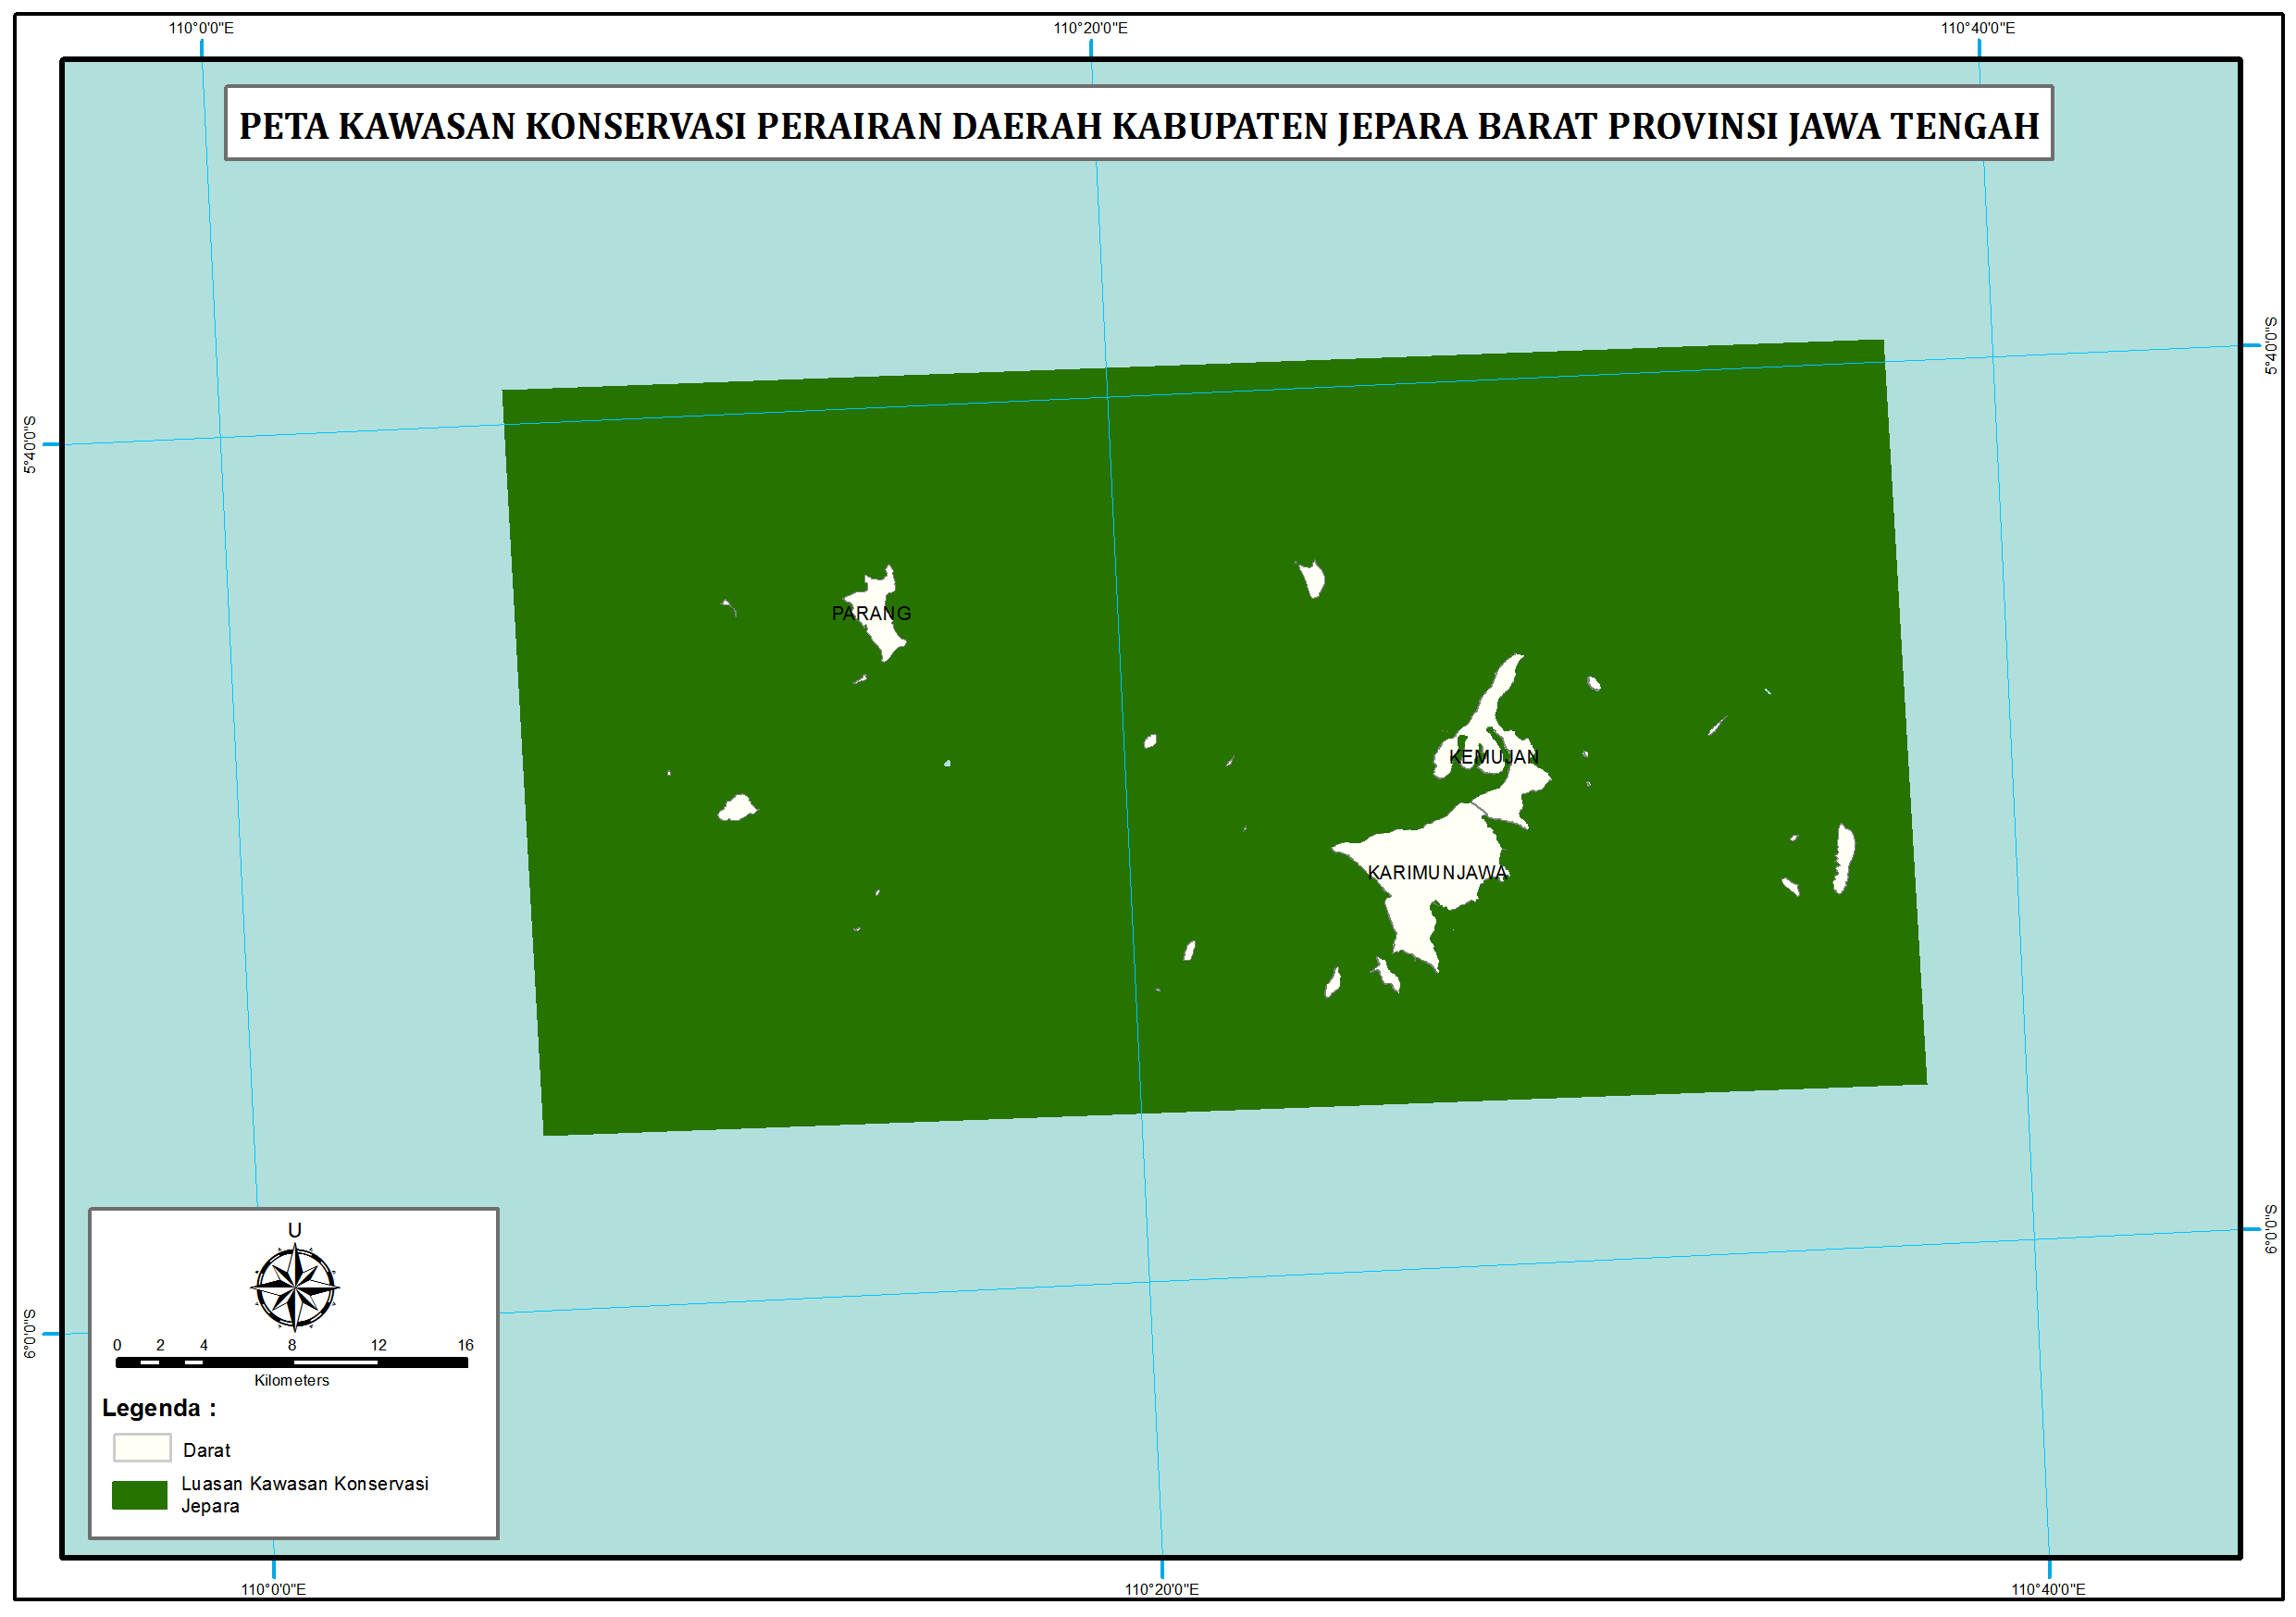 110°0'0"E 110°20'0"E 110°40'0"E
PETA KAWASAN KONSERVASI PERAIRAN DAERAH KABUPATEN JEPARA BARAT PROVINSI JAWA TENGAH
5°40'0"S
5°40'0"S
PARANG
KEMUJAN
KARIMUNJAWA
6°0'0"S
6°0'0"S
U
0 2 4 8 12 16
Kilometers
Legenda :
Darat
Luasan Kawasan Konservasi
Jepara
110°0'0"E 110°20'0"E 110°40'0"E